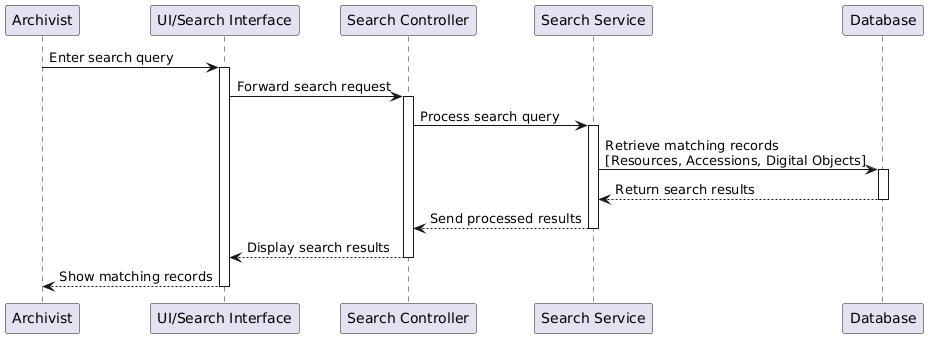 Archivist
UI/Search Interface
Search Controller
Search Service
Database
Enter search query
Forward search request
Process search query
Retrieve matching records
[Resources, Accessions, Digital Objects]
Return search results
Send processed results
Display search results
Show matching records
Archivist
UI/Search Interface
Search Controller
Search Service
Database